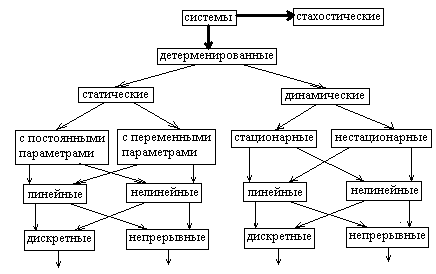 системы
стахостические
детерменированные
статические
динамические
с постоянными
параметрами
с переменными
параметрами
стационарные
нестационарные
линейные
нелинейные
линейные
нелинейные
дискретные
непрерывные
дискретные
непрерывные